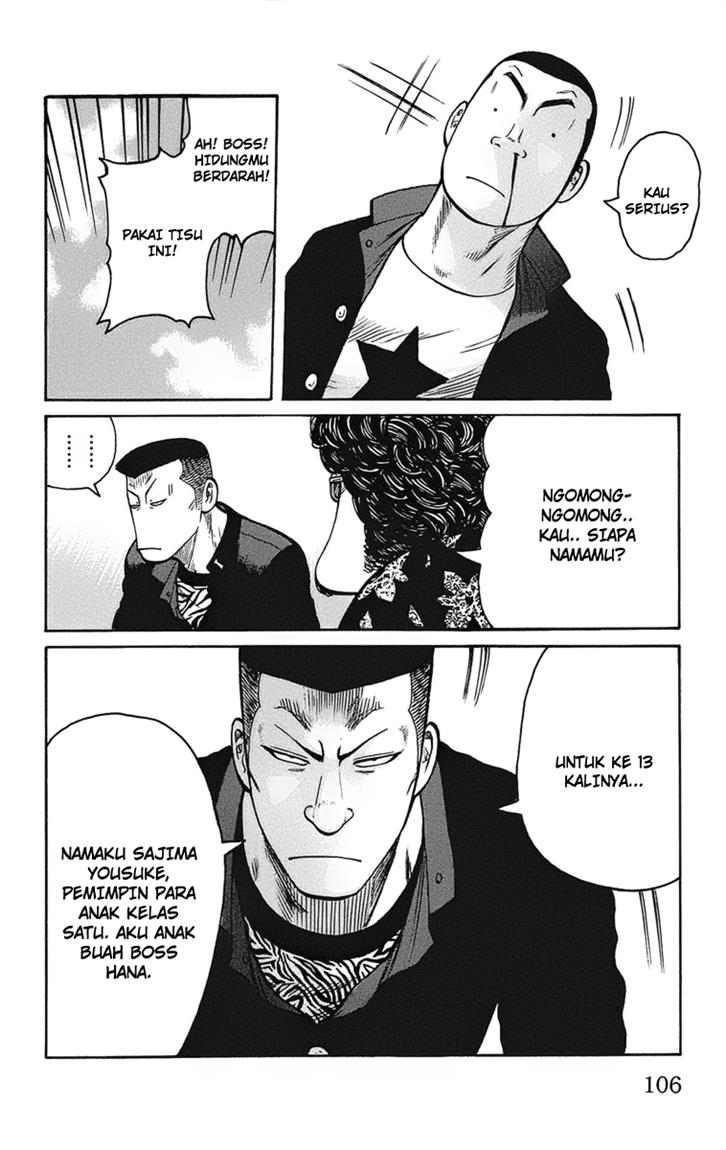 KAU
SERIUS?
AH! BOSS!
HIDUNGMU
BERDARAH!
PAKAI TISU
INI!
NGOMONG-
NGOMONG..
KAU.. SIAPA
NAMAMU?
......
......
UNTUK KE 13
KALINYA...
NAMAKU SAJIMA
YOUSUKE,
PEMIMPIN PARA
ANAK KELAS
SATU. AKU ANAK
BUAH BOSS
HANA.
106